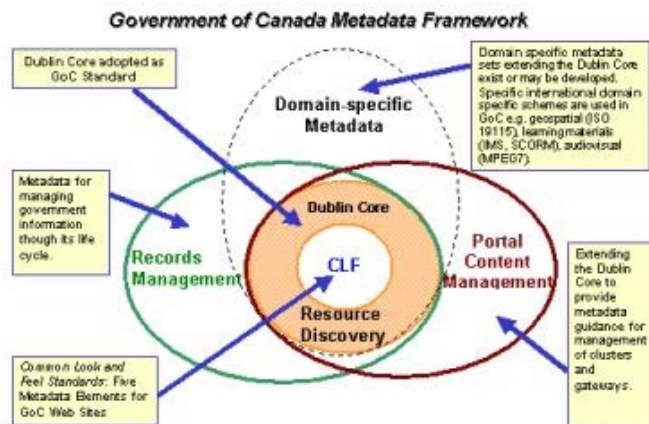 Government of Canada Metadata Framework
Dublin Core adopted as
GoC Standard
Domain specific metadata
sets extending the Dublin Core
exist or may be developed.
Specific international domain
specific schemes are used in
GoC e.g. geospatial (ISO
19115), learning materials
(IMS, SCORM), audiovisual
(MPEG7).
Domain-specific
Metadata
Metadata for
managing
government
information
though its life
cycle.
Dublin Core
Records
Management
CLF
Portal
Content
Management
Resource
Discovery
Extending
the Dublin
Core to
provide
metadata
guidance for
management
of clusters
and
gateways.
Common Look and
Feel Standards: Five
Metadata Elements for
GoC Web Sites